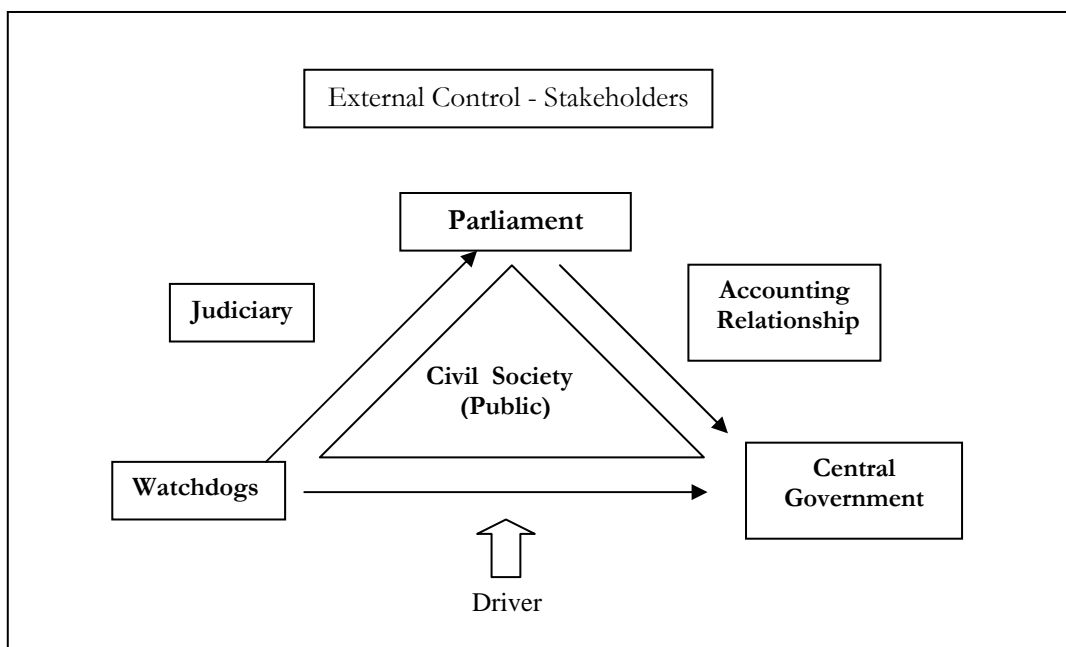 External Control - Stakeholders
Parliament
Judiciary
Accounting
Relationship
Civil Society
(Public)
Watchdogs
Central
Government
Driver